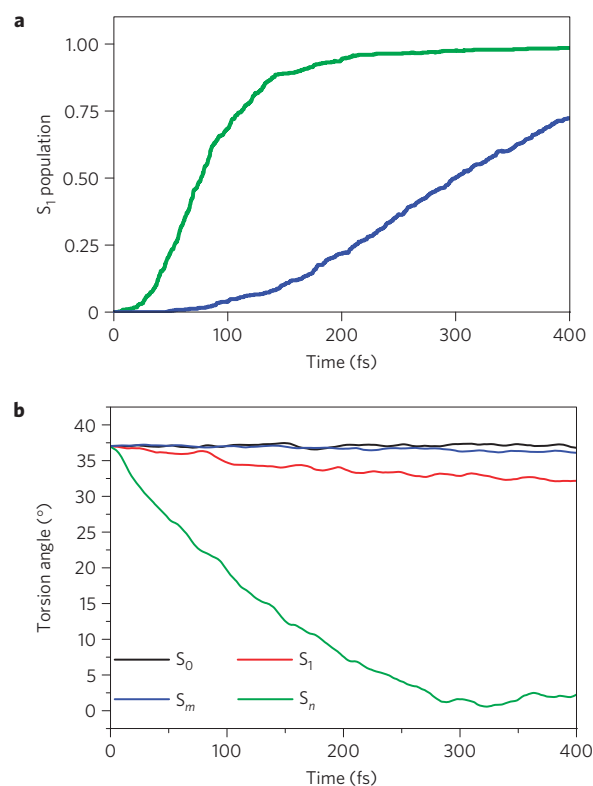 a
1.00
0.75
0.50
0.25
0
S₁ population
0 100 200 300 400
Time (fs)
b
40
35
30
25
20
15
10
5
0
Torsion angle (°)
S₀ S₁
Sₘ Sₙ
0 100 200 300 400
Time (fs)